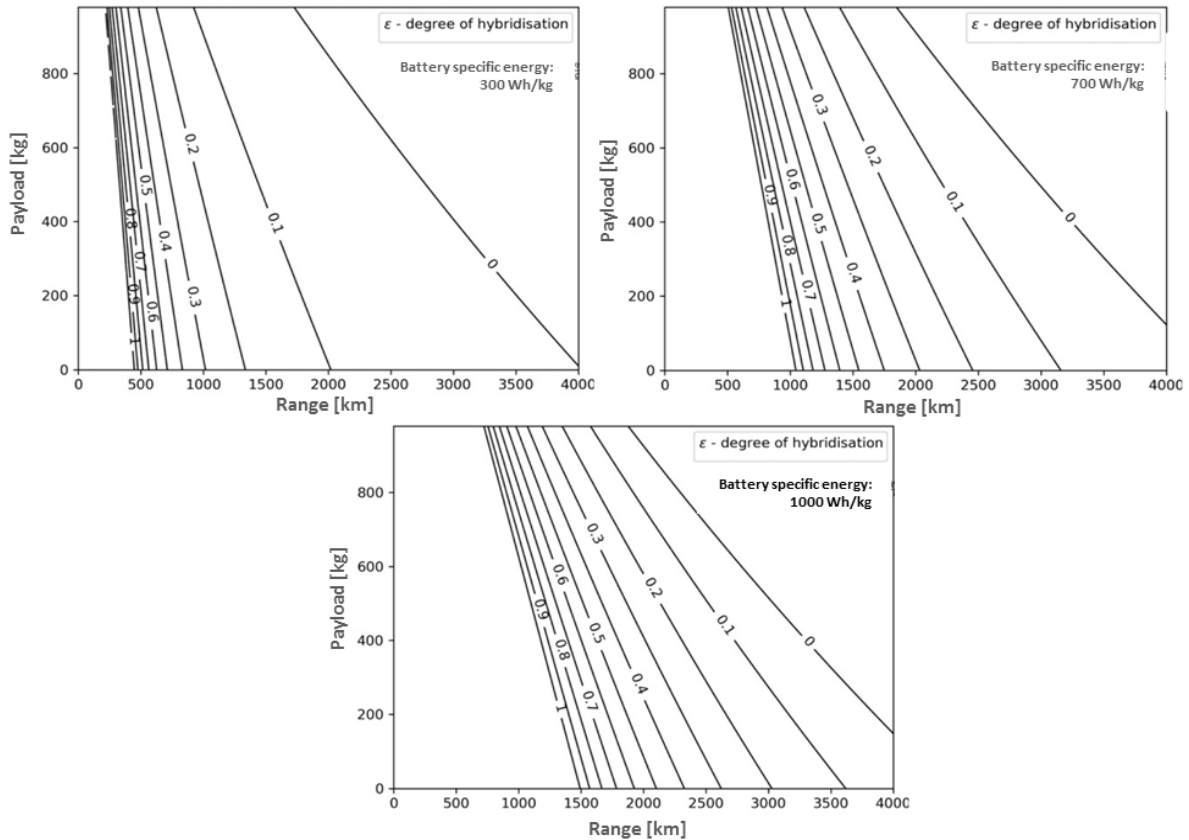 ε - degree of hybridisation
Battery specific energy:
300 Wh/kg
Payload [kg]
800
600
400
200
0
0.5
0.8
0.9
1
0.7
0.6
0.4
0.3
0.2
0.1
0
0 500 1000 1500 2000 2500 3000 3500 4000
Range [km]
ε - degree of hybridisation
Battery specific energy:
700 Wh/kg
Payload [kg]
800
600
400
200
0
0.9
0.8
1
0.7
0.6
0.5
0.4
0.3
0.2
0.1
0
0 500 1000 1500 2000 2500 3000 3500 4000
Range [km]
ε - degree of hybridisation
Battery specific energy:
1000 Wh/kg
Payload [kg]
800
600
400
200
0
0.9
0.8
1
0.7
0.6
0.5
0.4
0.3
0.2
0.1
0
0 500 1000 1500 2000 2500 3000 3500 4000
Range [km]